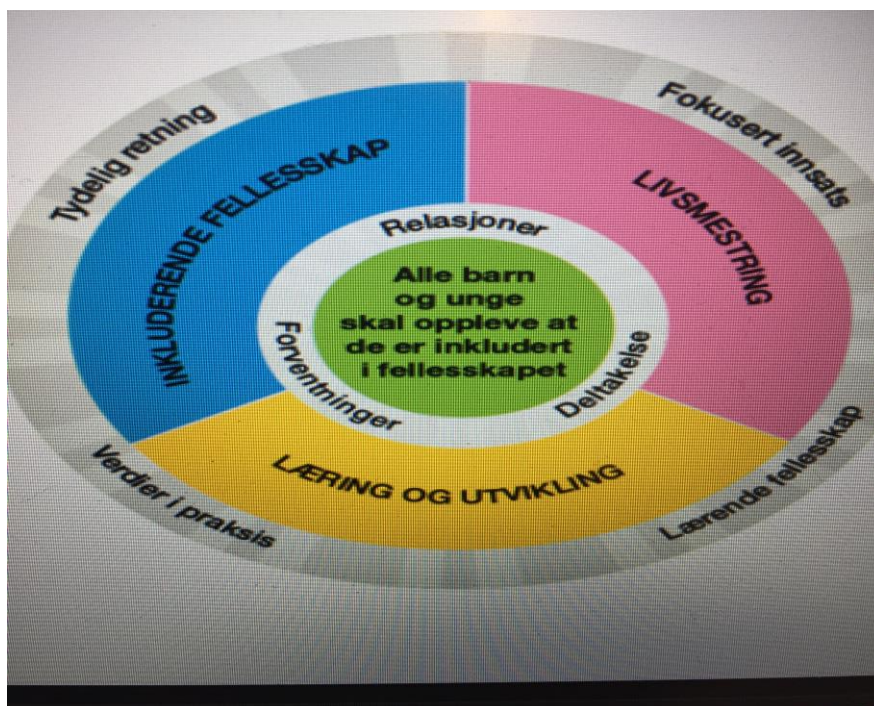 Tydelig retning
Fokusert innsats
INKLUDERENDE FELLESSKAP
LIVSMESTRING
Relasjoner
Alle barn
og unge
skal oppleve at
de er inkludert
i fellesskapet
Forventninger
Deltakelse
LÆRING OG UTVIKLING
Verdier i praksis
Lærende fellesskap